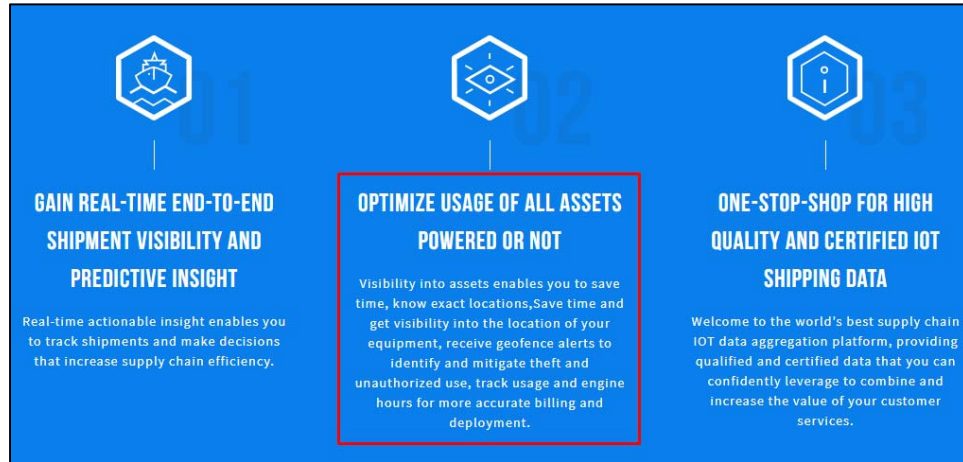 01
GAIN REAL-TIME END-TO-END
SHIPMENT VISIBILITY AND
PREDICTIVE INSIGHT
Real-time actionable insight enables you
to track shipments and make decisions
that increase supply chain efficiency.
02
OPTIMIZE USAGE OF ALL ASSETS
POWERED OR NOT
Visibility into assets enables you to save
time, know exact locations,Save time and
get visibility into the location of your
equipment, receive geofence alerts to
identify and mitigate theft and
unauthorized use, track usage and engine
hours for more accurate billing and
deployment.
03
ONE-STOP-SHOP FOR HIGH
QUALITY AND CERTIFIED IOT
SHIPPING DATA
Welcome to the world's best supply chain
IOT data aggregation platform, providing
qualified and certified data that you can
confidently leverage to combine and
increase the value of your customer
services.